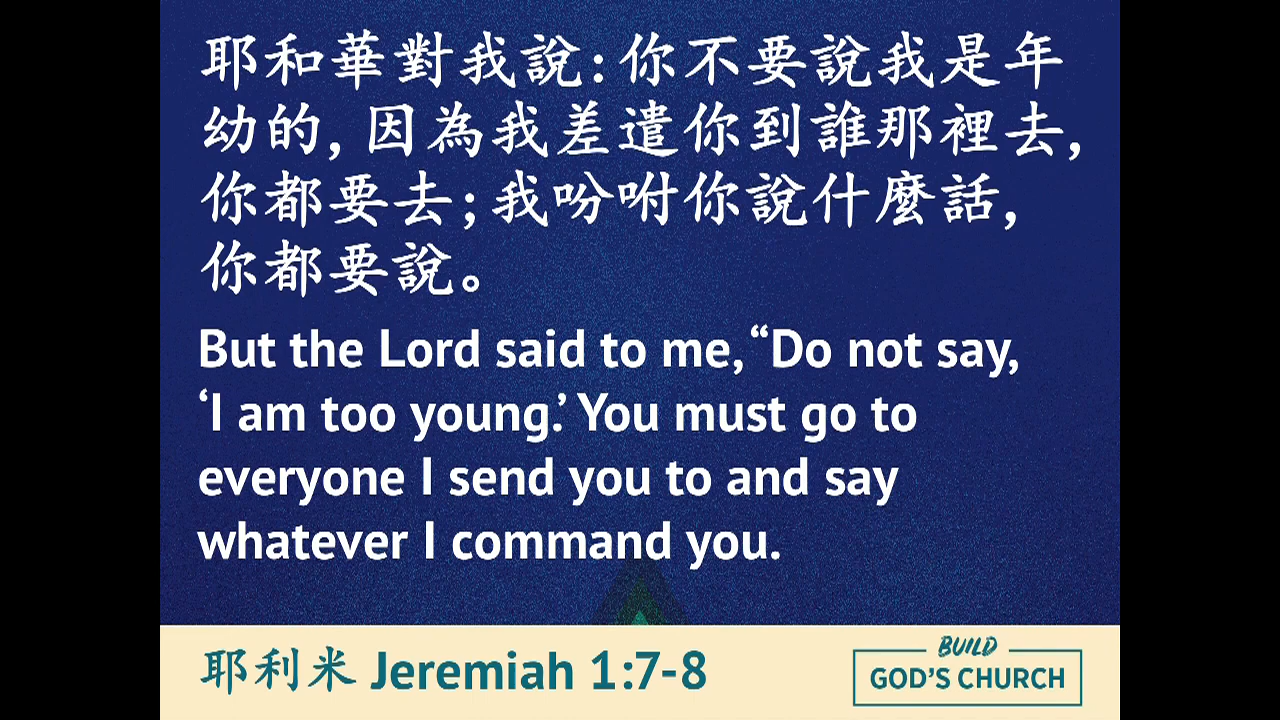 耶和華對我說:你不要說我是年
幼的,因為我差遣你到誰那裡去,
你都要去;我吩咐你說什麼話,
你都要說。
But the Lord said to me, “Do not say,
‘I am too young.’ You must go to
everyone I send you to and say
whatever I command you.
耶利米 Jeremiah 1:7-8
BUILD
GOD’S CHURCH